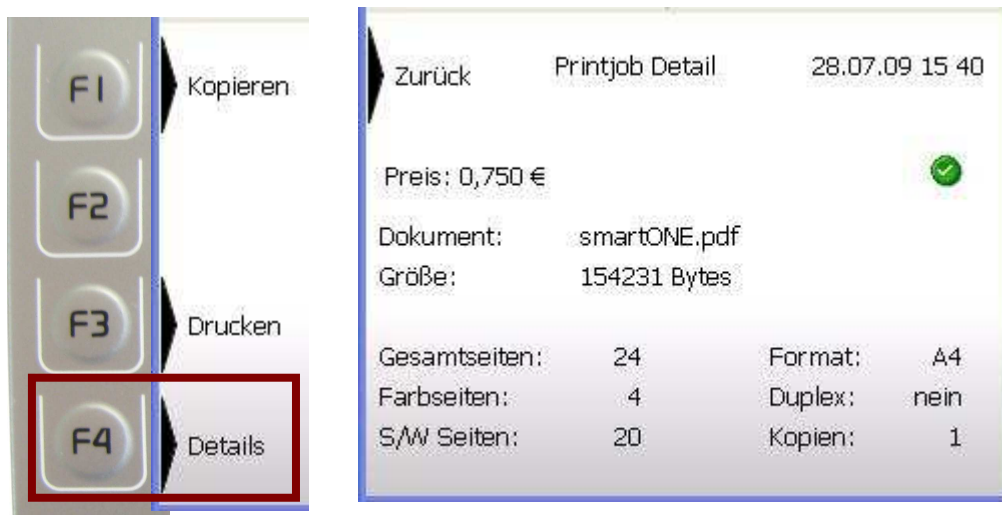 F1 Kopieren
F2
F3 Drucken
F4 Details
Zurück Printjob Detail 28.07.09 15 40
Preis: 0,750 €
Dokument: smartONE.pdf
Größe: 154231 Bytes
Gesamtseiten: 24 Format: A4
Farbseiten: 4 Duplex: nein
S/W Seiten: 20 Kopien: 1